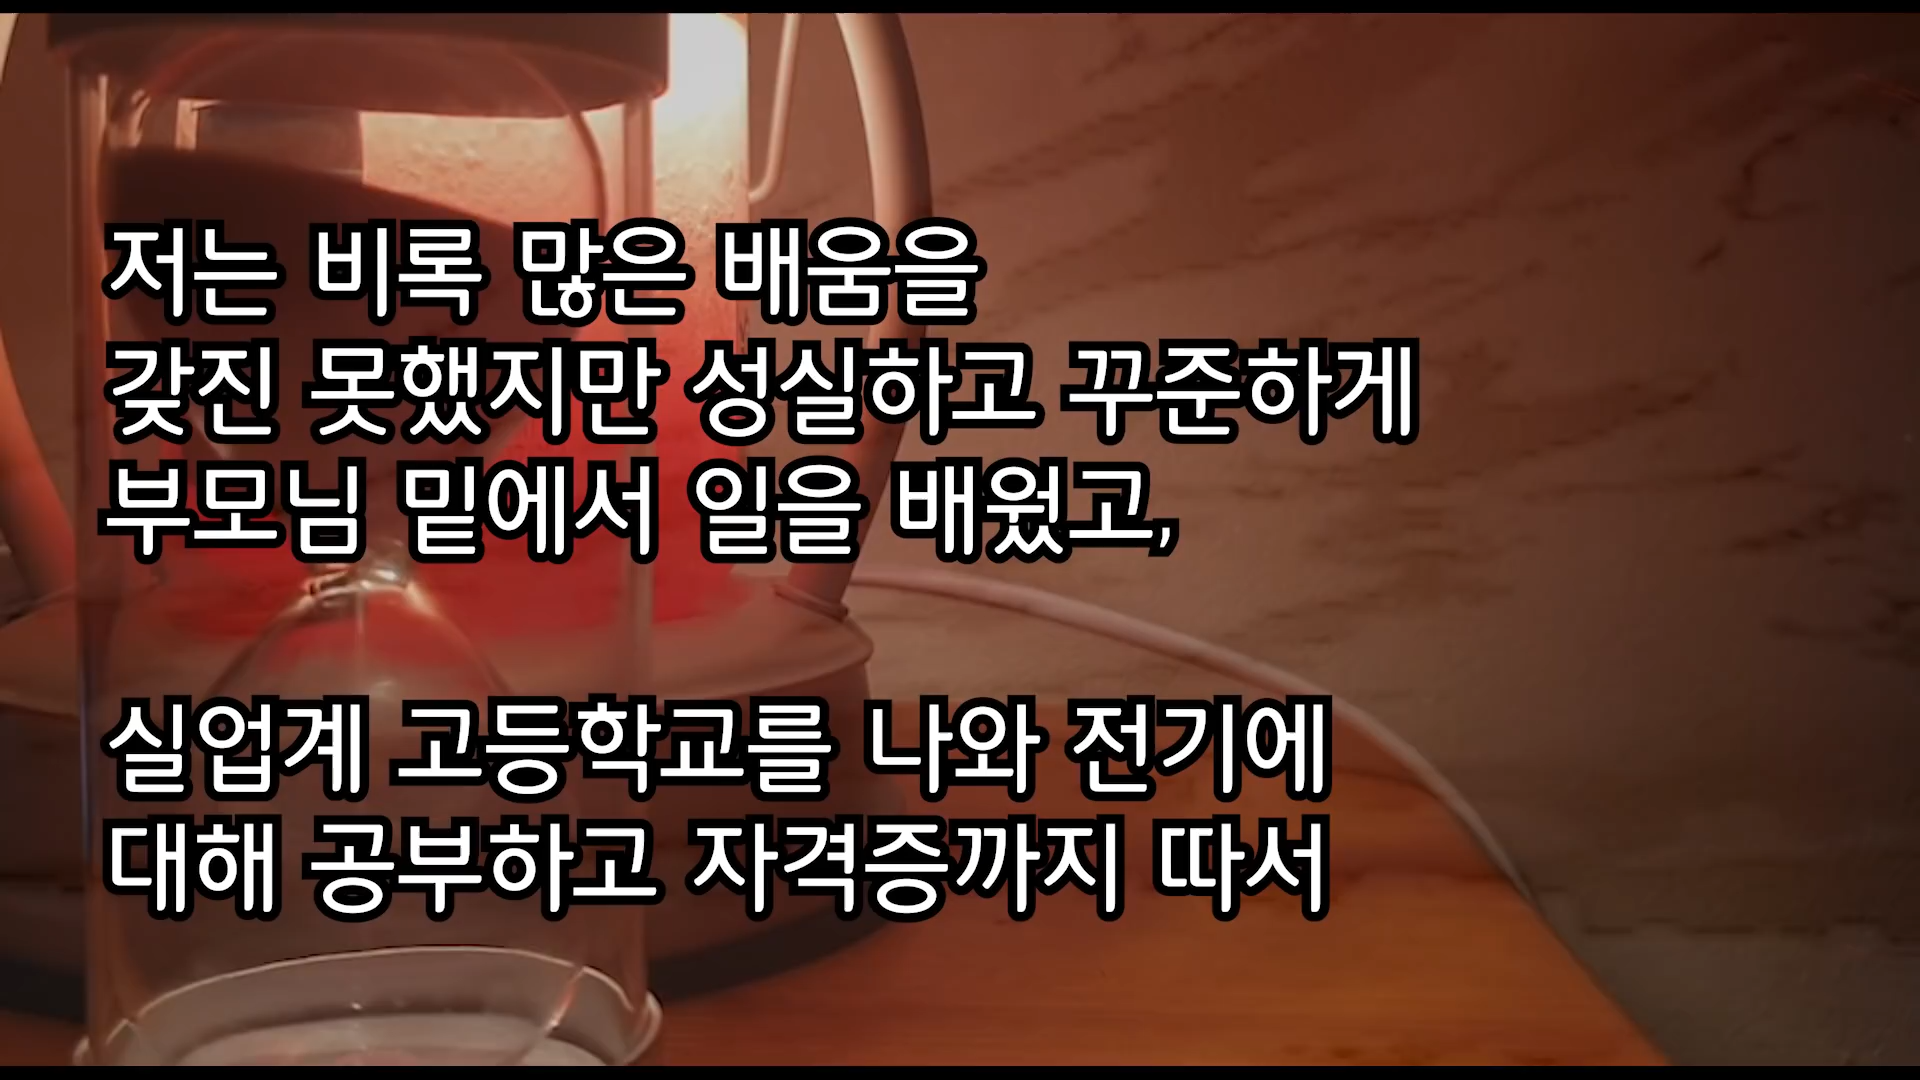 저는 비록 많은 배움을
갖진 못했지만 성실하고 꾸준하게
부모님 밑에서 일을 배웠고,
실업계 고등학교를 나와 전기에
대해 공부하고 자격증까지 따서